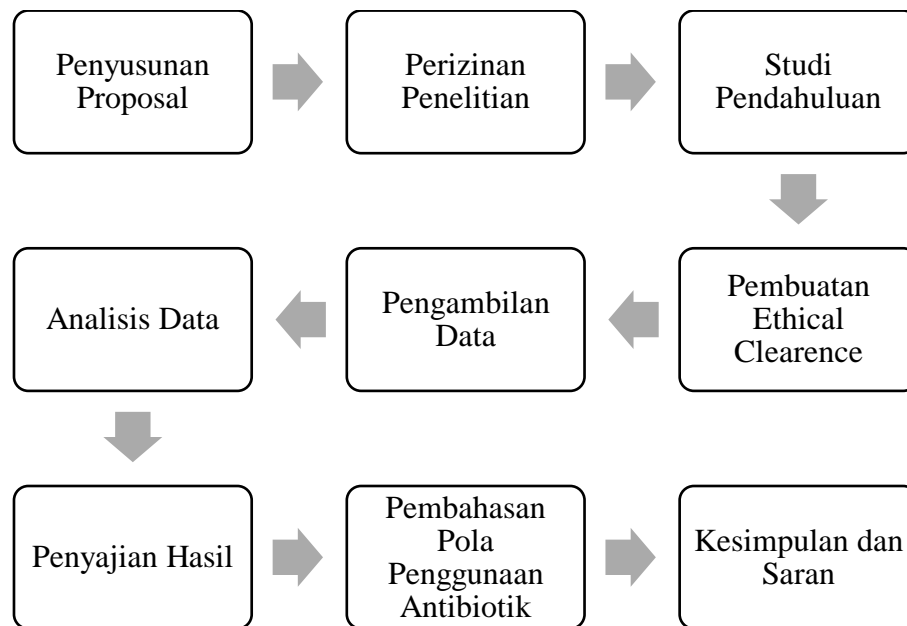 Penyusunan
Proposal
Perizinan
Penelitian
Studi
Pendahuluan
Pembuatan
Ethical
Clearence
Pengambilan
Data
Analisis Data
Penyajian Hasil
Pembahasan
Pola
Penggunaan
Antibiotik
Kesimpulan dan
Saran